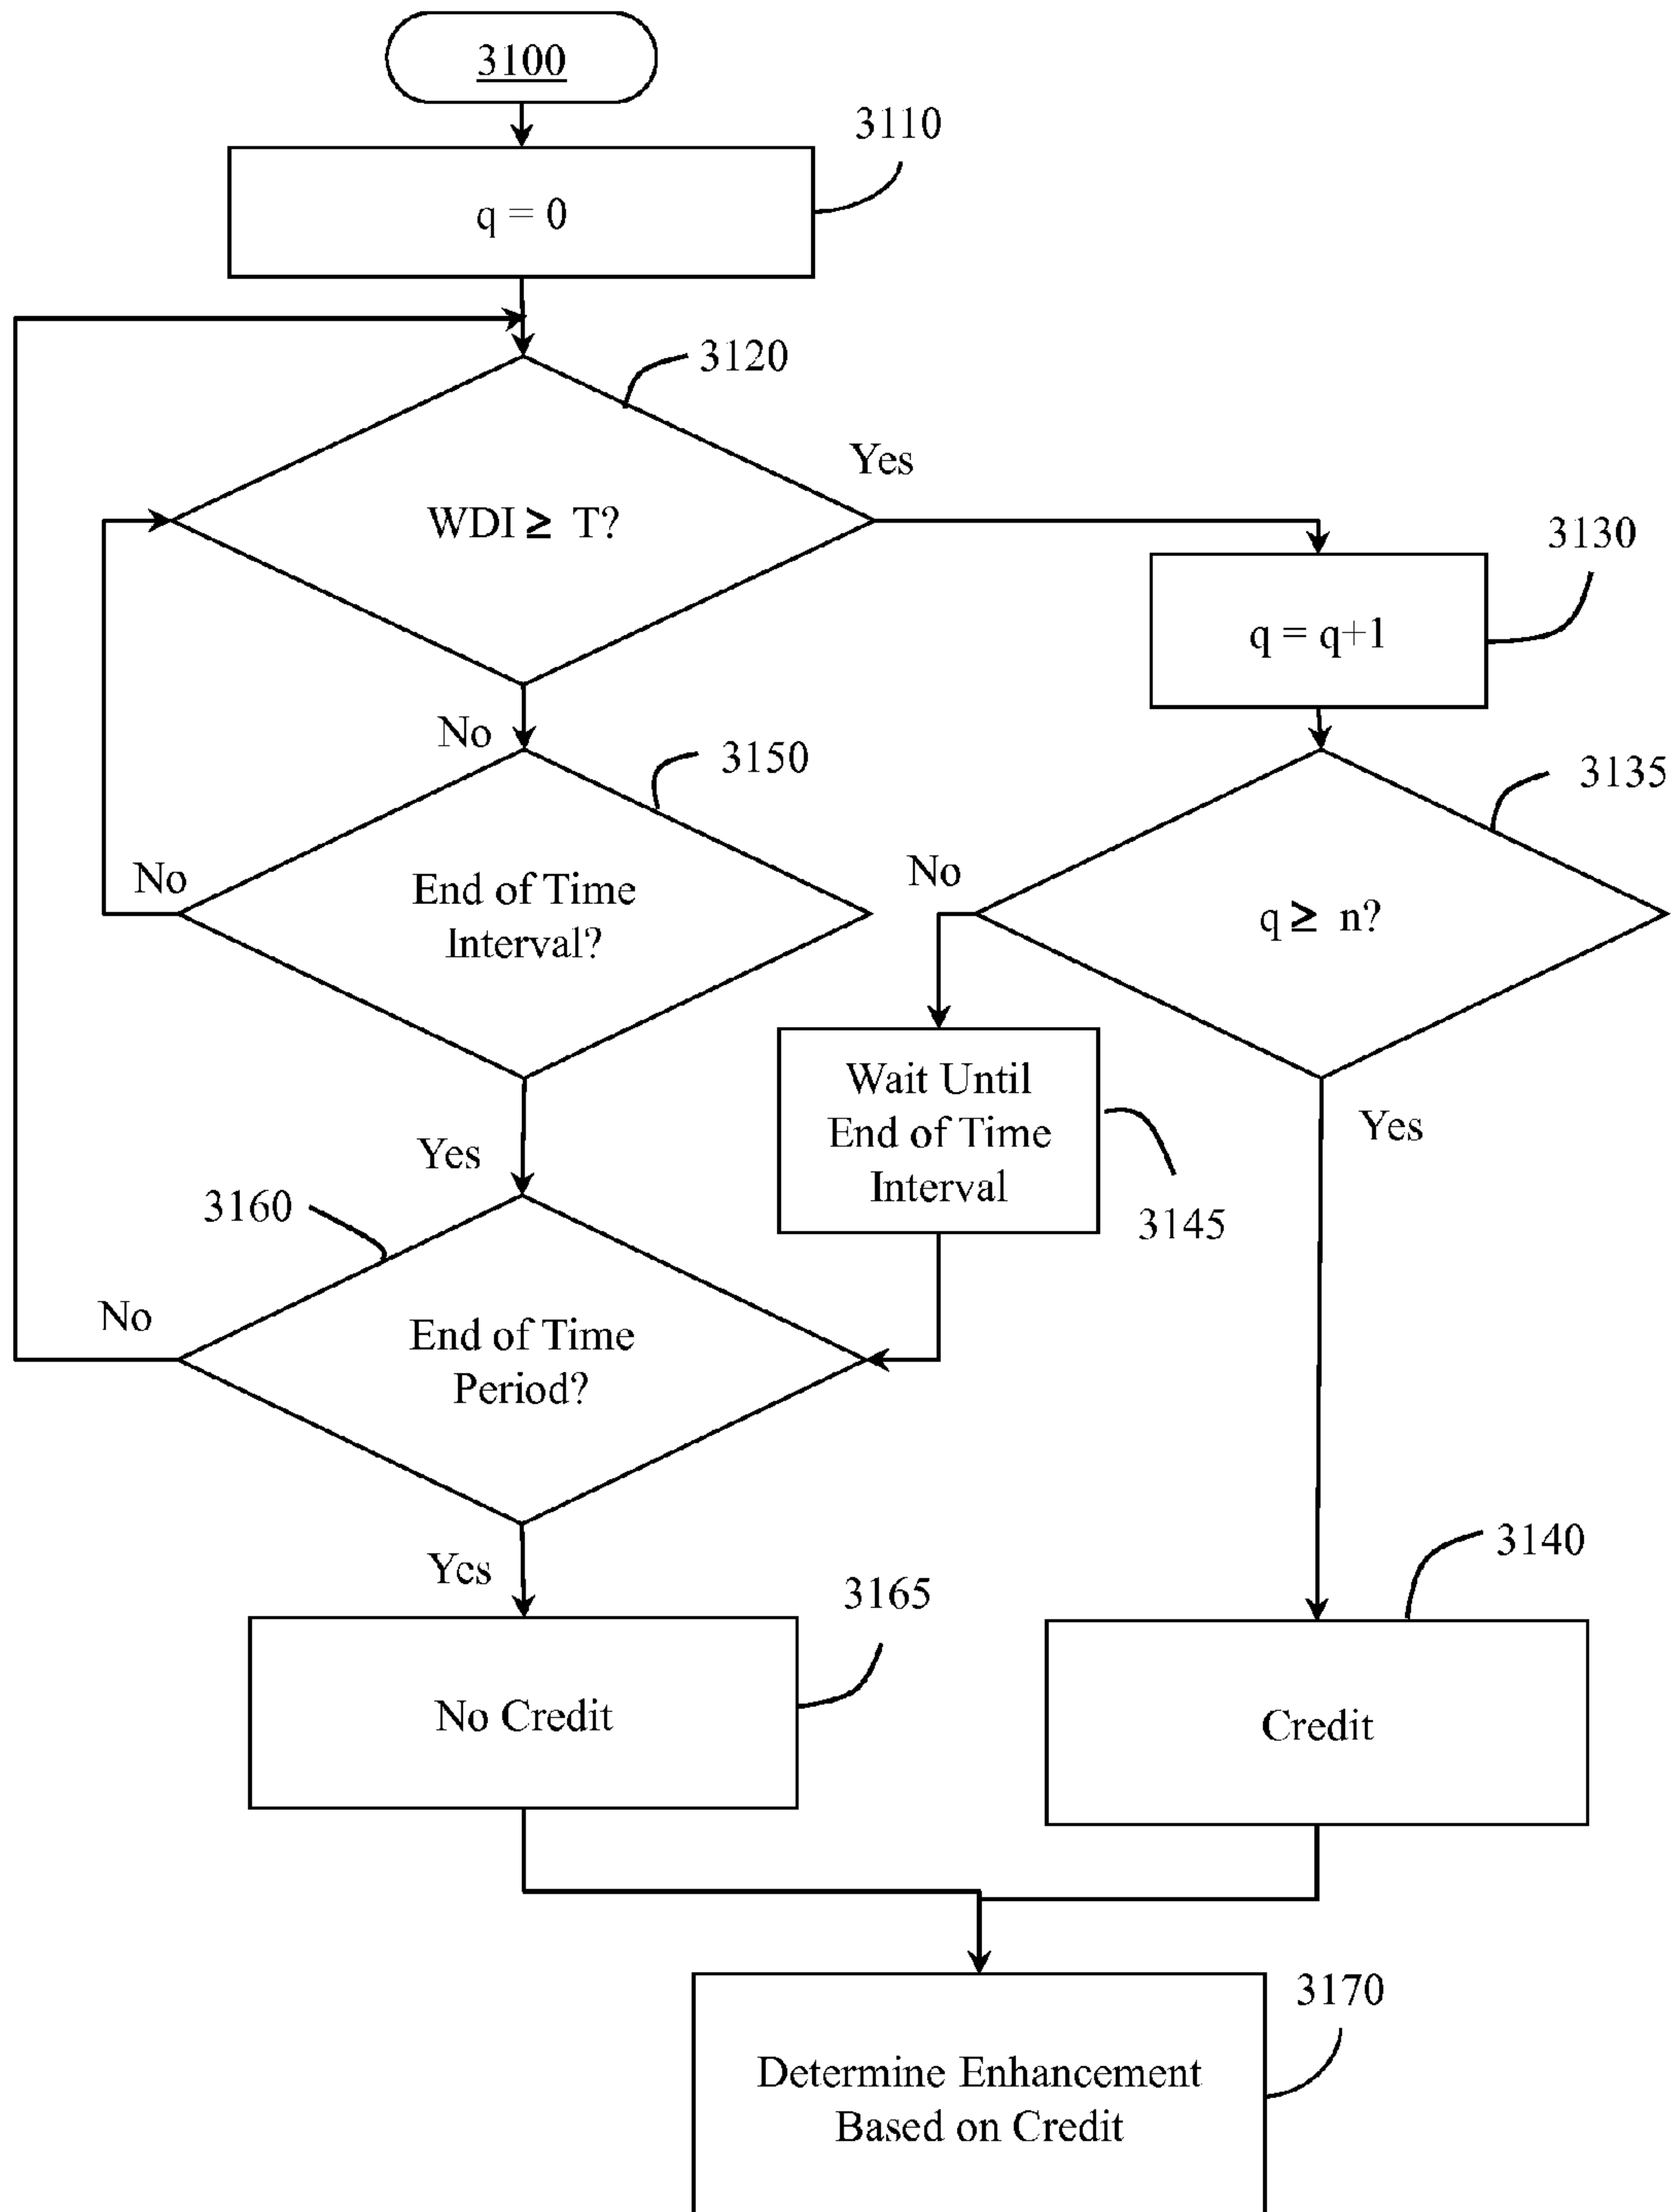 3100
3110
q = 0
3120
Yes
WDI ≥ T?
3130
q = q+1
No
3150
3135
No
End of Time
Interval?
No
q ≥ n?
Wait Until
End of Time
Interval
Yes
Yes
3160
3145
No
End of Time
Period?
Yes
3165
3140
No Credit
Credit
3170
Determine Enhancement
Based on Credit